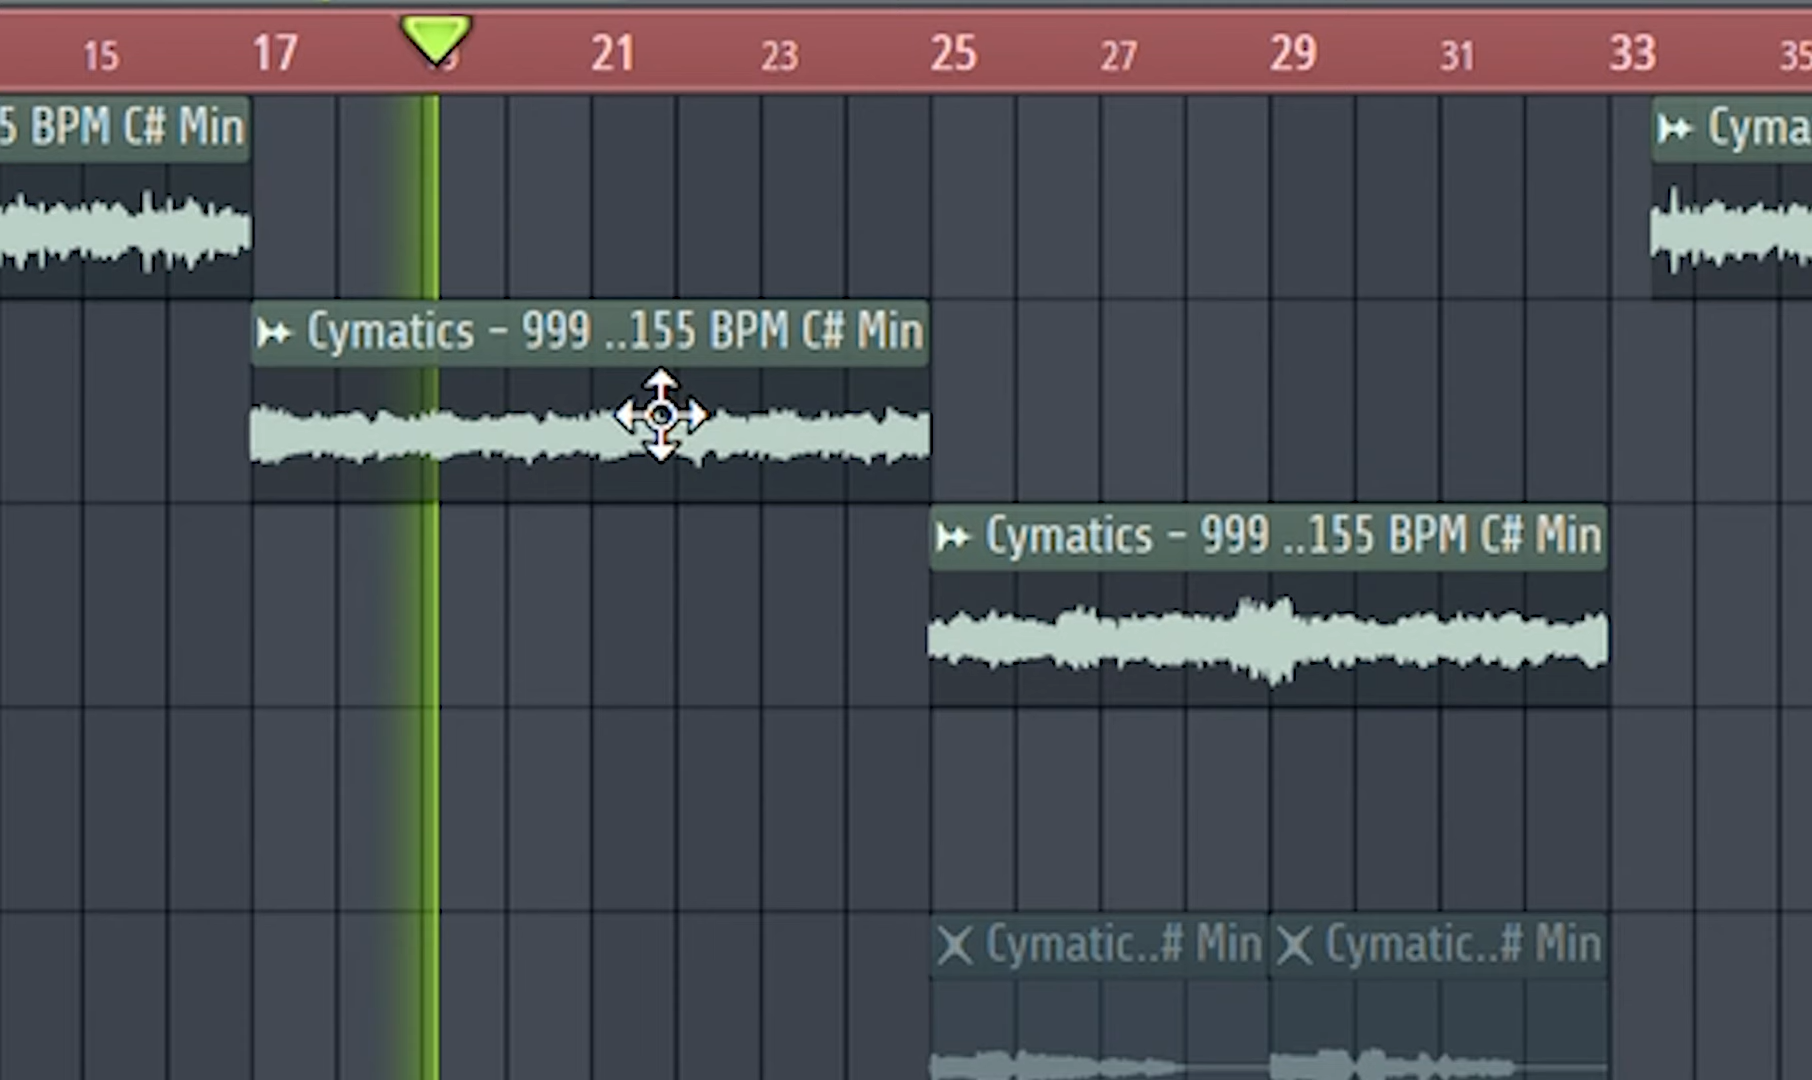 15 17 21 23 25 27 29 31 33 35
5 BPM C# Min
Cyma
Cymatics - 999 ..155 BPM C# Min
Cymatics - 999 ..155 BPM C# Min
Cymatic..# Min Cymatic..# Min